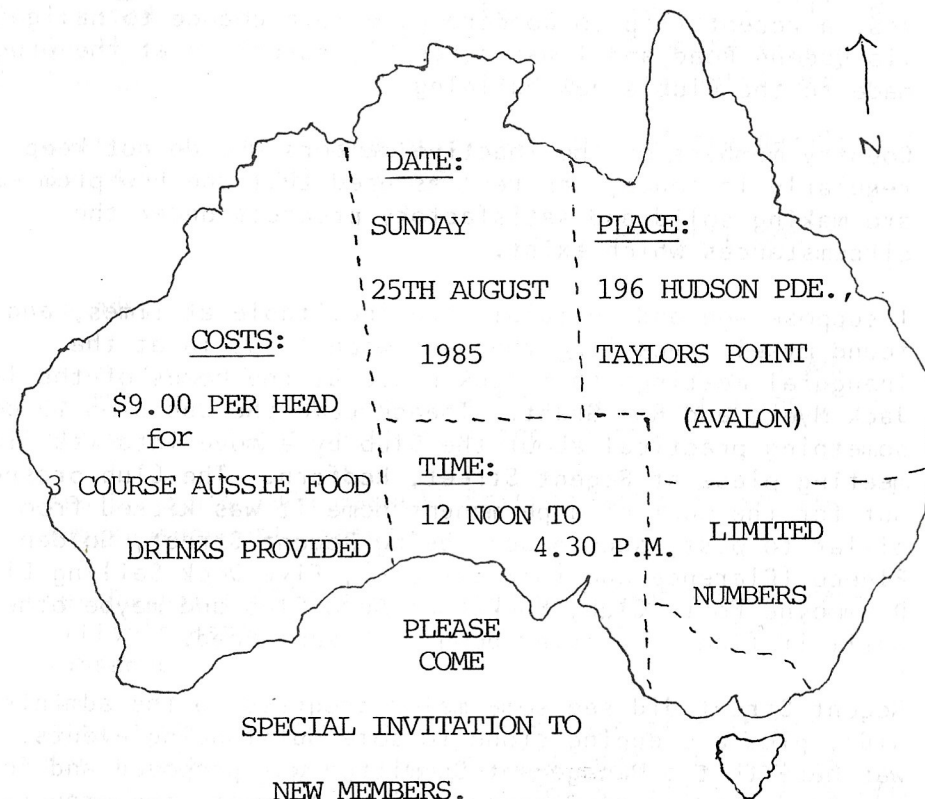 N
DATE:
SUNDAY
25TH AUGUST
1985
PLACE:
196 HUDSON PDE.,
TAYLORS POINT
(AVALON)
COSTS:
$9.00 PER HEAD
for
3 COURSE AUSSIE FOOD
DRINKS PROVIDED
TIME:
12 NOON TO
4.30 P.M.
LIMITED
NUMBERS
PLEASE
COME
SPECIAL INVITATION TO
NEW MEMBERS.